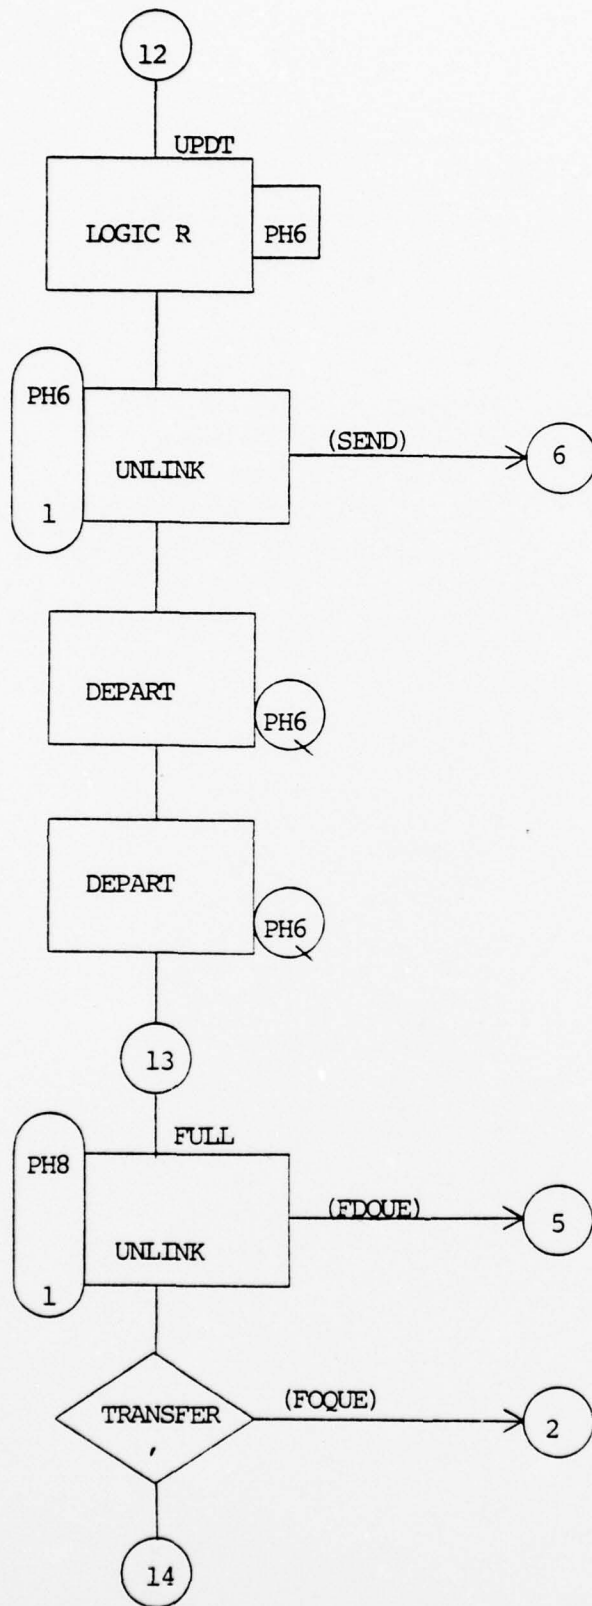 12
UPDT
LOGIC R
PH6
PH6
(SEND)
6
UNLINK
1
DEPART
PH6
DEPART
PH6
13
FULL
PH8
(FDQUE)
5
UNLINK
1
(FOQUE)
TRANSFER
,
2
14